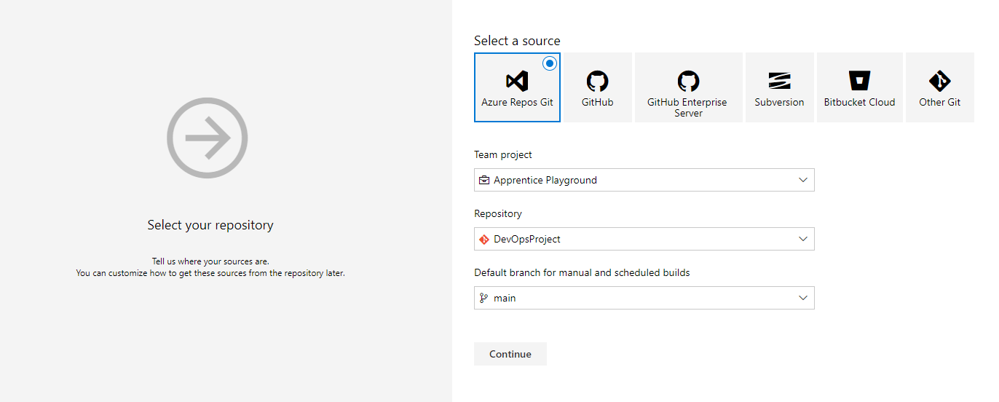 Select your repository
Tell us where your sources are.
You can customize how to get these sources from the repository later.
Select a source
Azure Repos Git
GitHub
GitHub Enterprise
Server
Subversion
Bitbucket Cloud
Other Git
Team project
Apprentice Playground
Repository
DevOpsProject
Default branch for manual and scheduled builds
main
Continue